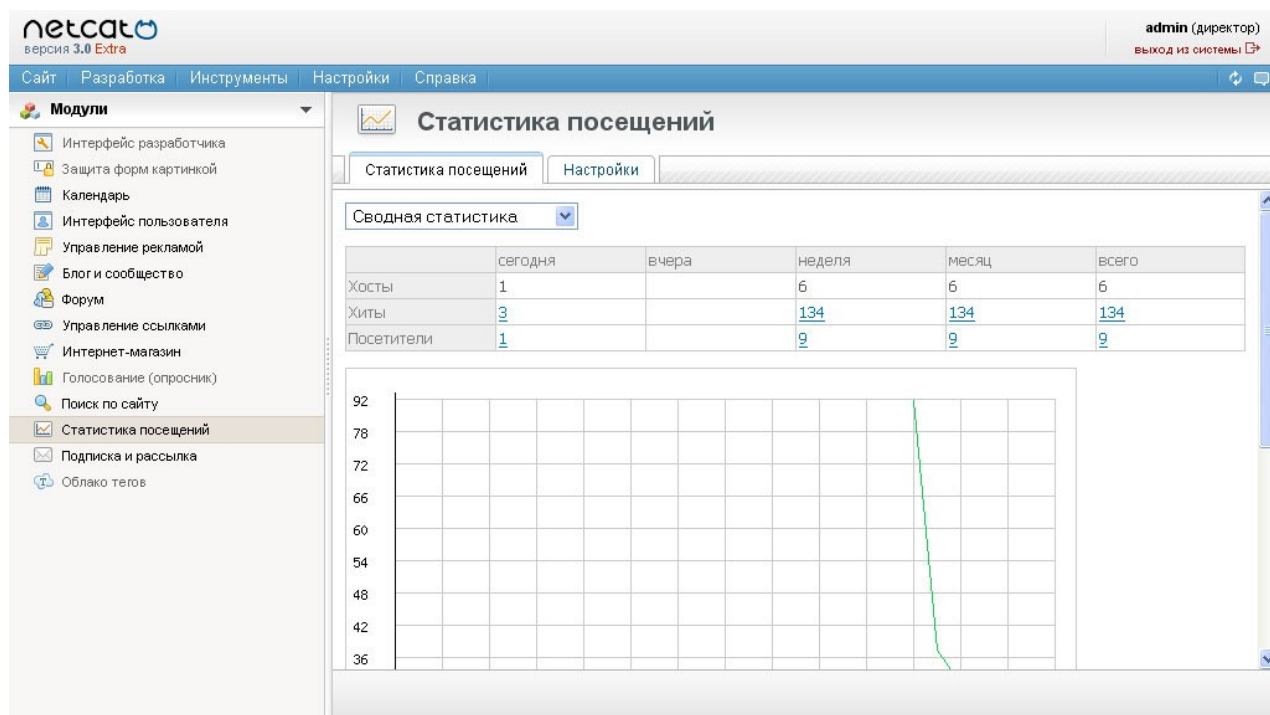 netcat
версия 3.0 Extra
admin (директор)
выход из системы
Сайт Разработка Инструменты Настройки Справка
Модули
Интерфейс разработчика
Защита форм картинкой
Календарь
Интерфейс пользователя
Управление рекламой
Блог и сообщество
Форум
Управление ссылками
Интернет-магазин
Голосование (опросник)
Поиск по сайту
Статистика посещений
Подписка и рассылка
Облако тегов
Статистика посещений
Статистика посещений Настройки
Сводная статистика
сегодня вчера неделя месяц всего
Хосты 1 6 6 6
Хиты 3 134 134 134
Посетители 1 9 9 9
92
78
72
66
60
54
48
42
36